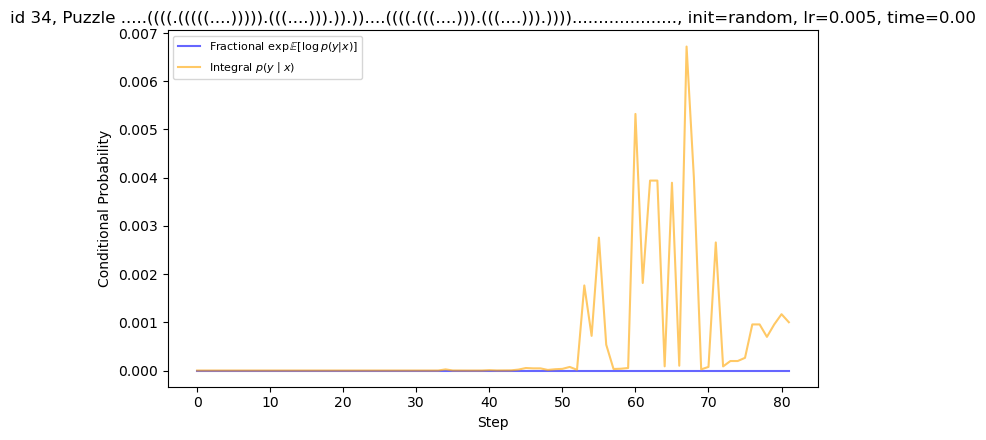 id 34, Puzzle .....((((.(((((....))))).(((....))).)).))....((((.(((....))).(((....))).))))....................., init=random, lr=0.005, time=0.00
0.007
Fractional exp𝔼[log p(y|x)]
Integral p(y | x)
0.006
0.005
0.004
0.003
0.002
0.001
0.000
Conditional Probability
0 10 20 30 40 50 60 70 80
Step